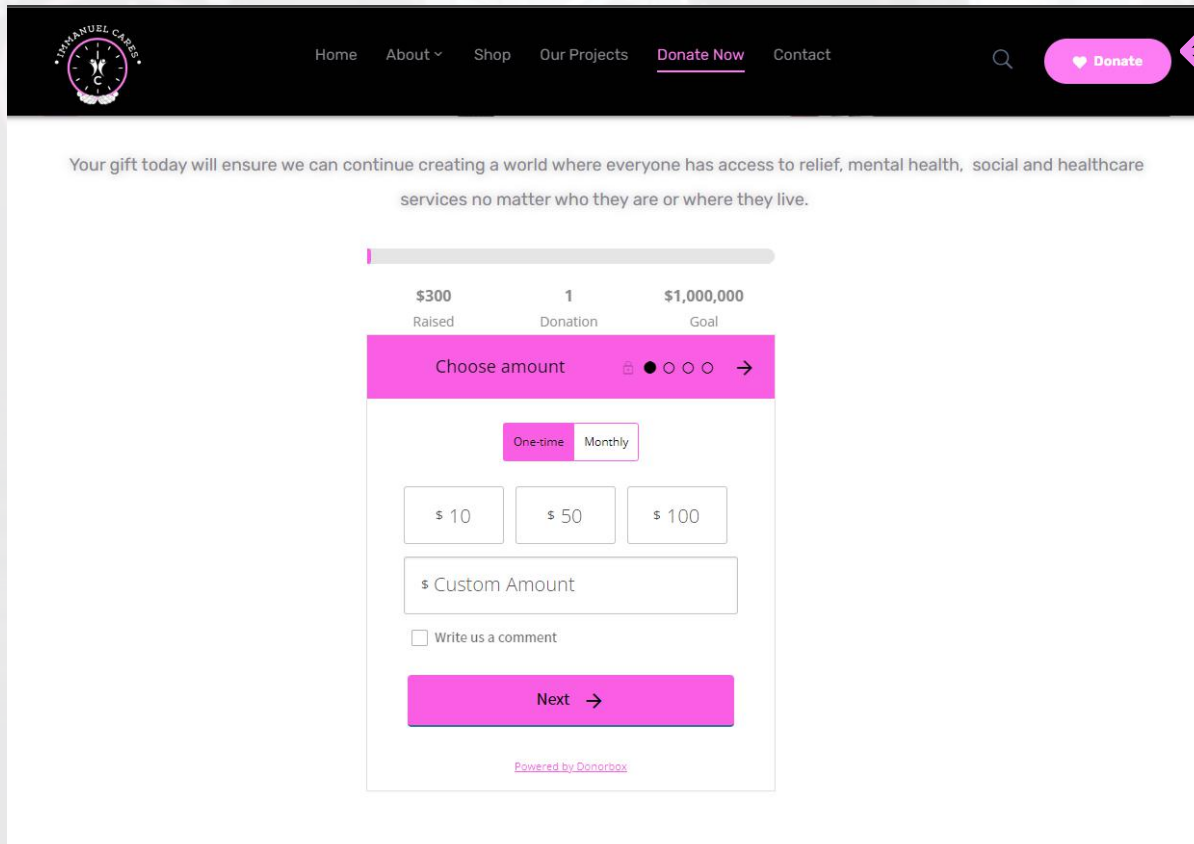 IMMANUEL CARES
C
Home About Shop Our Projects Donate Now Contact
Donate
Your gift today will ensure we can continue creating a world where everyone has access to relief, mental health, social and healthcare
services no matter who they are or where they live.
$300 1 $1,000,000
Raised Donation Goal
Choose amount
One-time Monthly
$ 10 $ 50 $ 100
$ Custom Amount
Write us a comment
Next
Powered by Donorbox